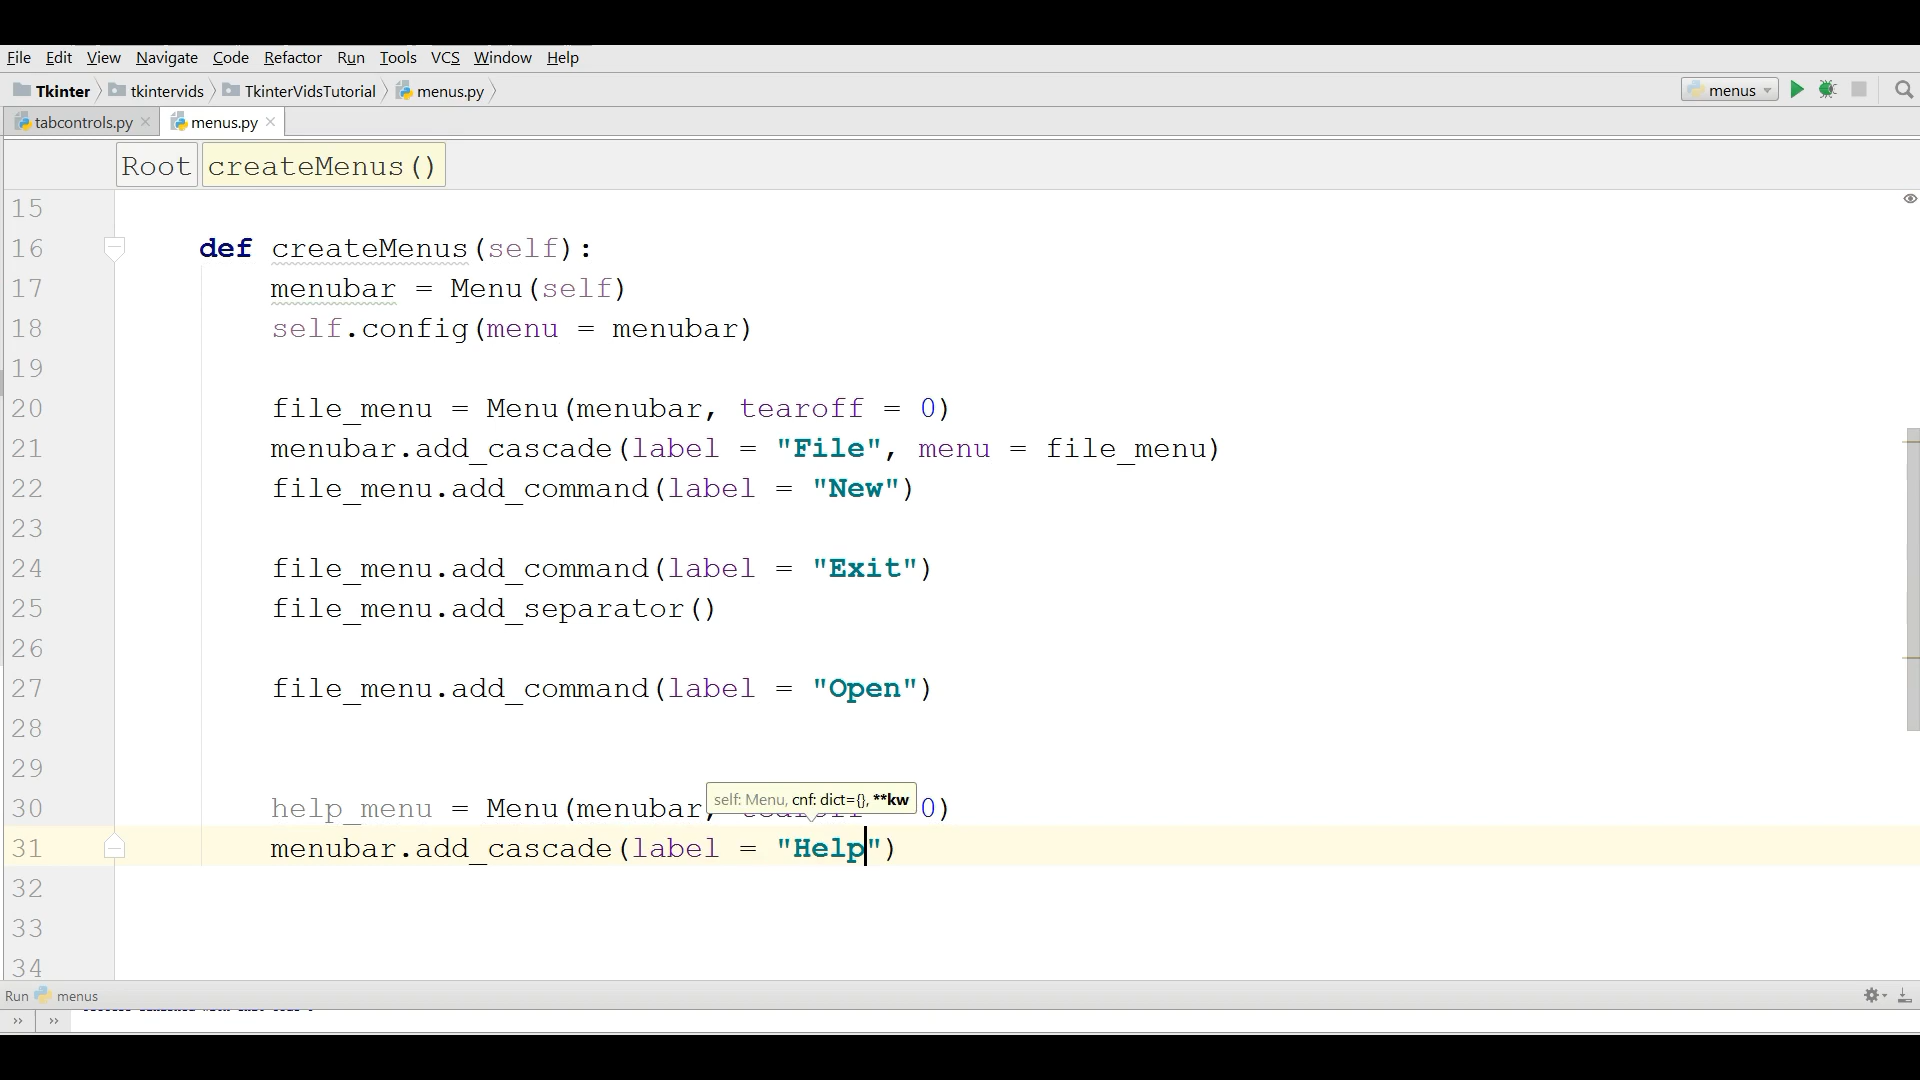 File Edit View Navigate Code Refactor Run Tools VCS Window Help
Tkinter tkintervids TkinterVidsTutorial menus.py menus
tabcontrols.py menus.py
Root createMenus()
15
16 def createMenus(self):
17 menubar = Menu(self)
18 self.config(menu = menubar)
19
20 file_menu = Menu(menubar, tearoff = 0)
21 menubar.add_cascade(label = "File", menu = file_menu)
22 file_menu.add_command(label = "New")
23
24 file_menu.add_command(label = "Exit")
25 file_menu.add_separator()
26
27 file_menu.add_command(label = "Open")
28
29
self: Menu, cnf: dict={}, **kw
30 help_menu = Menu(menubar, 0)
31 menubar.add_cascade(label = "Help")
32
33
34
Run menus